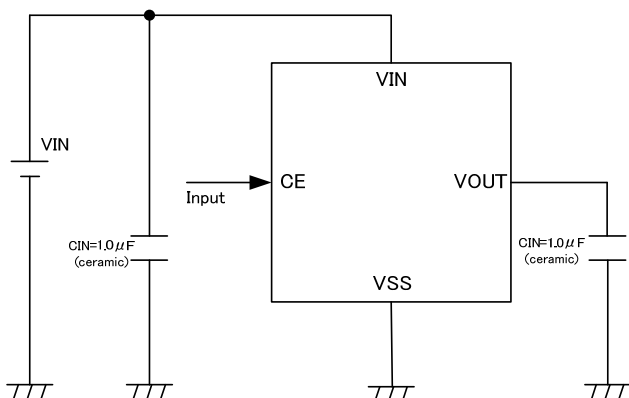 VIN
VIN
Input
CE
VOUT
CIN=1.0μF
(ceramic)
CIN=1.0μF
(ceramic)
VSS